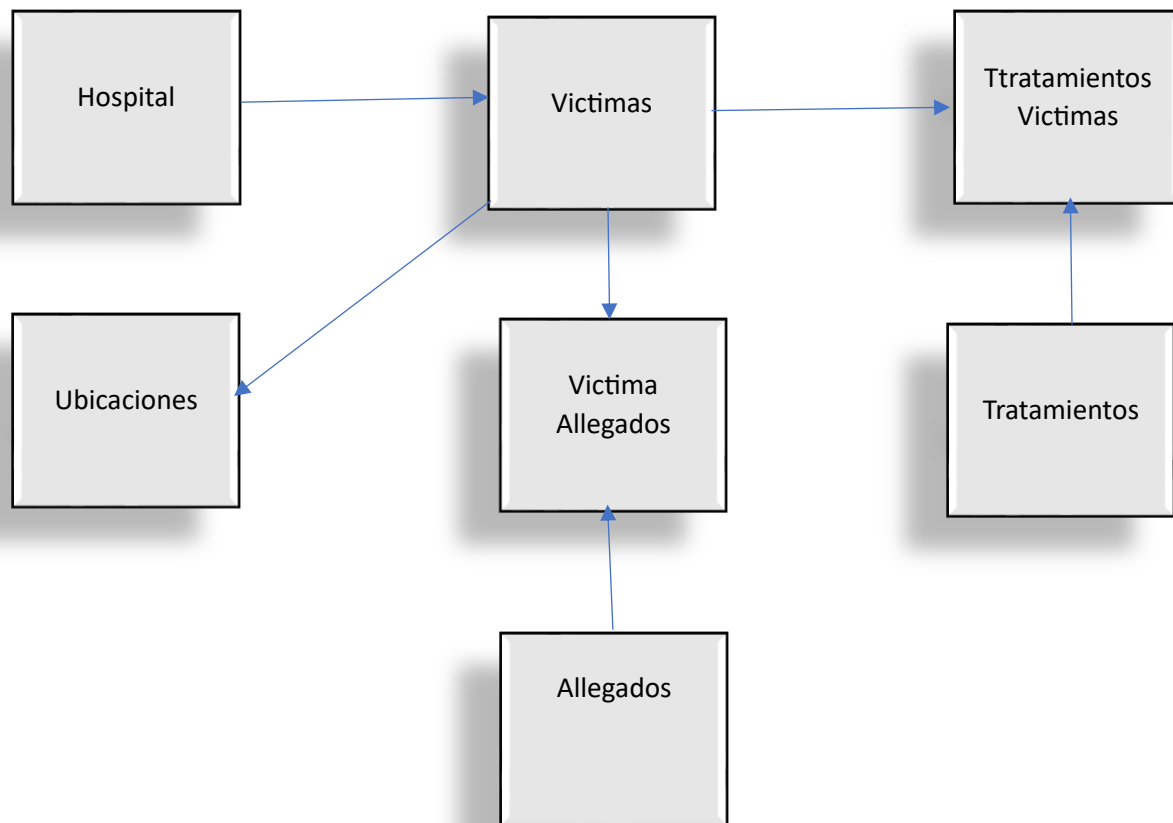 Hospital
Victimas
Ttratamientos
Victimas
Ubicaciones
Victima
Allegados
Tratamientos
Allegados